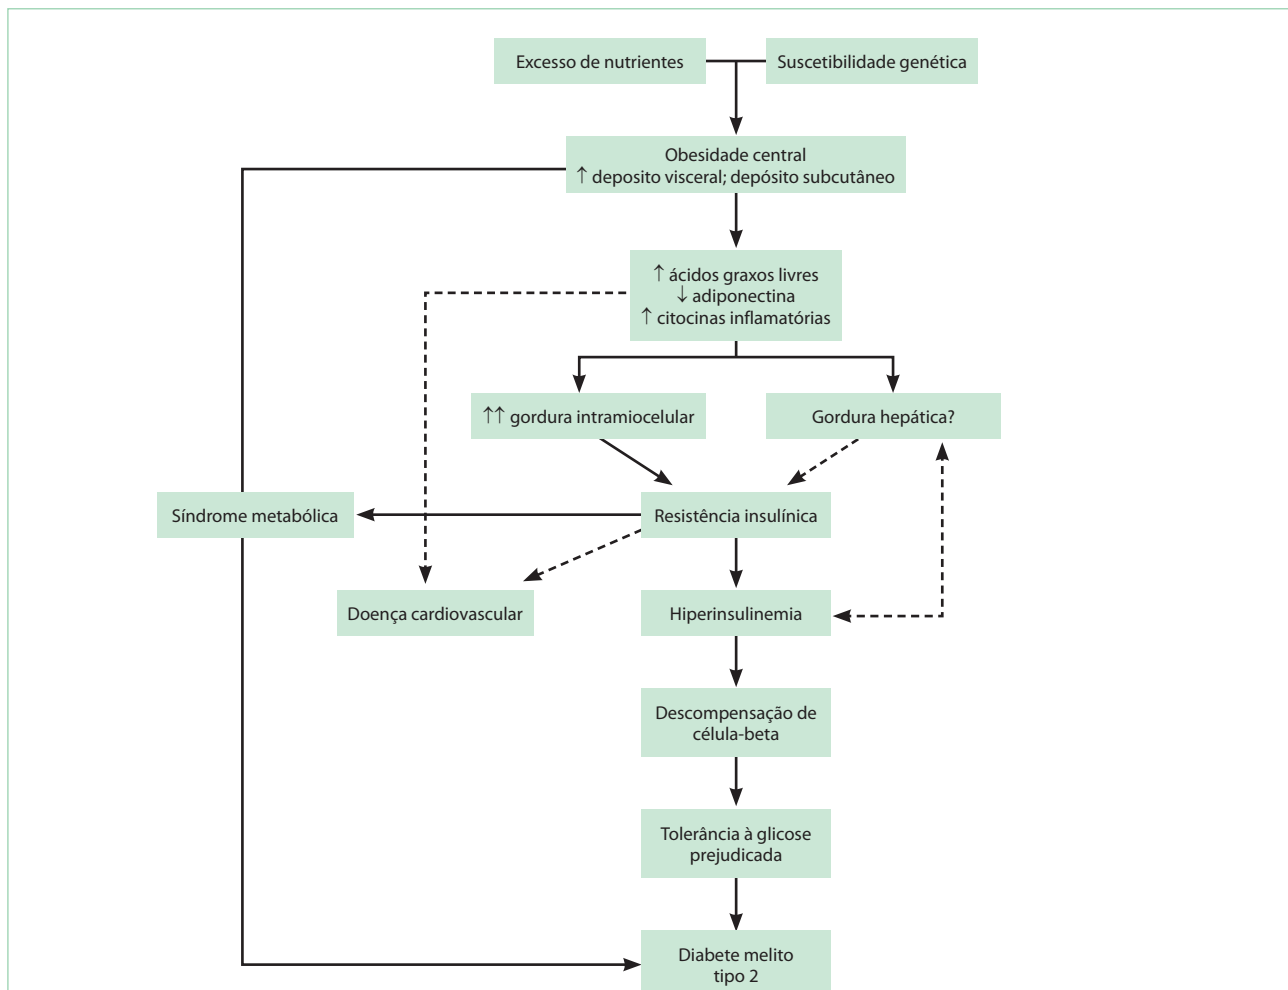 Excesso de nutrientes
Suscetibilidade genética
Obesidade central
↑ deposito visceral; depósito subcutâneo
↑ ácidos graxos livres
↓ adiponectina
↑ citocinas inflamatórias
↑↑ gordura intramiocelular
Gordura hepática?
Síndrome metabólica
Resistência insulínica
Doença cardiovascular
Hiperinsulinemia
Descompensação de
célula-beta
Tolerância à glicose
prejudicada
Diabete melito
tipo 2